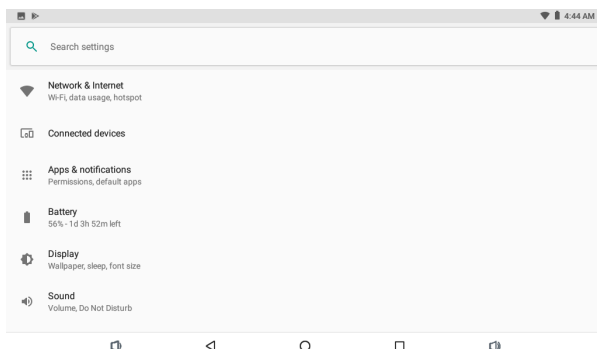 4:44 AM
Search settings
Network & Internet
Wi-Fi, data usage, hotspot
Connected devices
Apps & notifications
Permissions, default apps
Battery
56% - 1d 3h 52m left
Display
Wallpaper, sleep, font size
Sound
Volume, Do Not Disturb